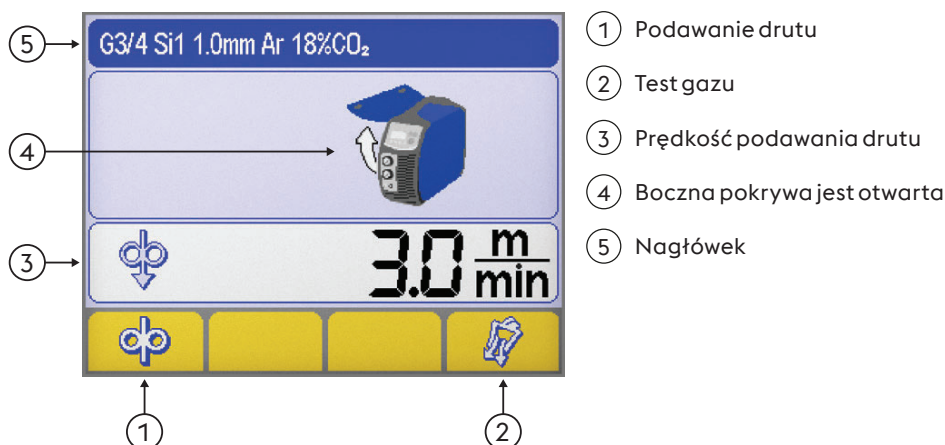 5
G3/4 Si1 1.0mm Ar 18%CO₂
4
3
3.0 m/min
1
2
1 Podawanie drutu
2 Test gazu
3 Prędkość podawania drutu
4 Boczna pokrywa jest otwarta
5 Nagłówek